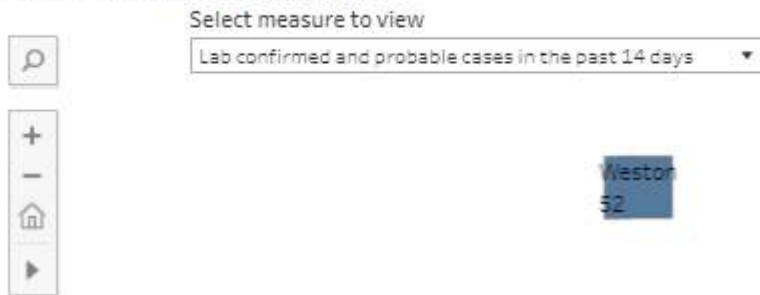 Select measure to view
Lab confirmed and probable cases in the past 14 days
Weston
52